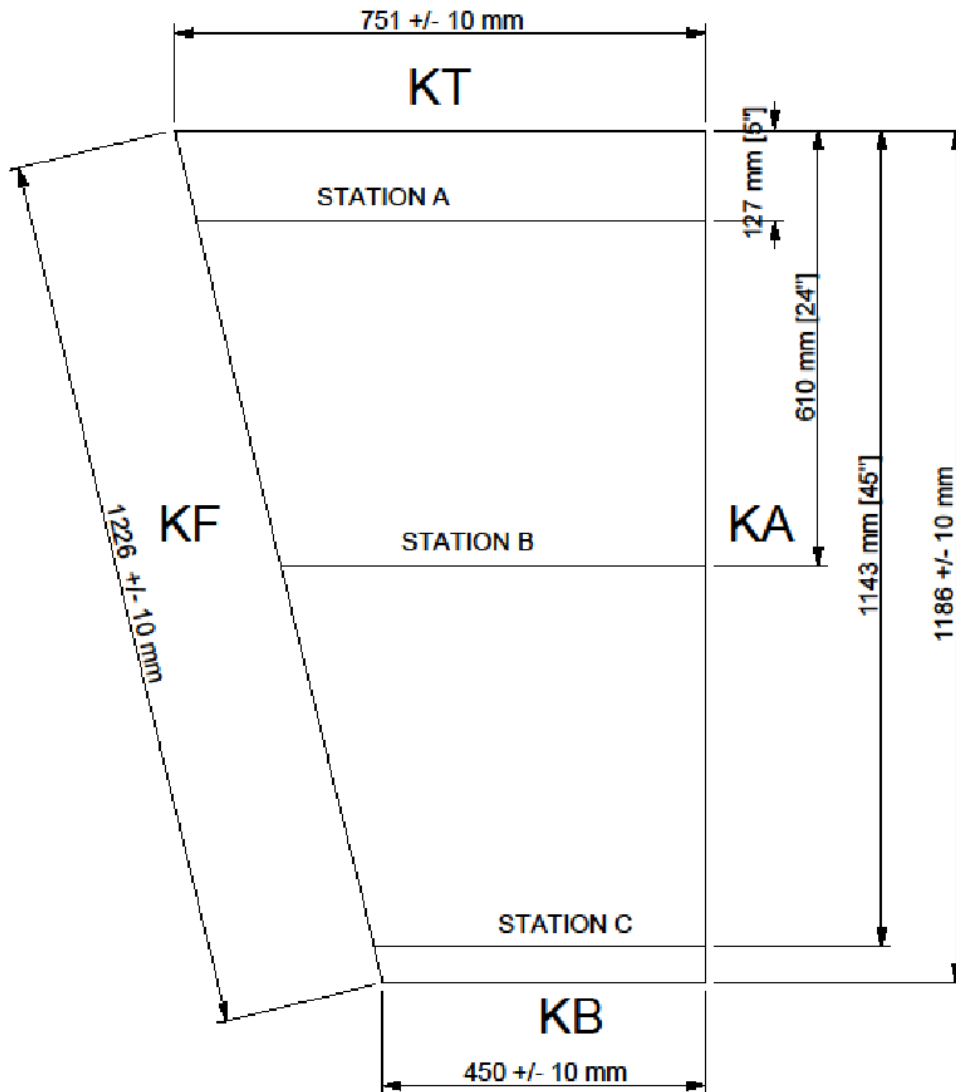 751 +/- 10 mm
KT
127 mm [5"]
STATION A
610 mm [24"]
1143 mm [45"]
1186 +/- 10 mm
KF
1226 +/- 10 mm
STATION B
KA
STATION C
KB
450 +/- 10 mm